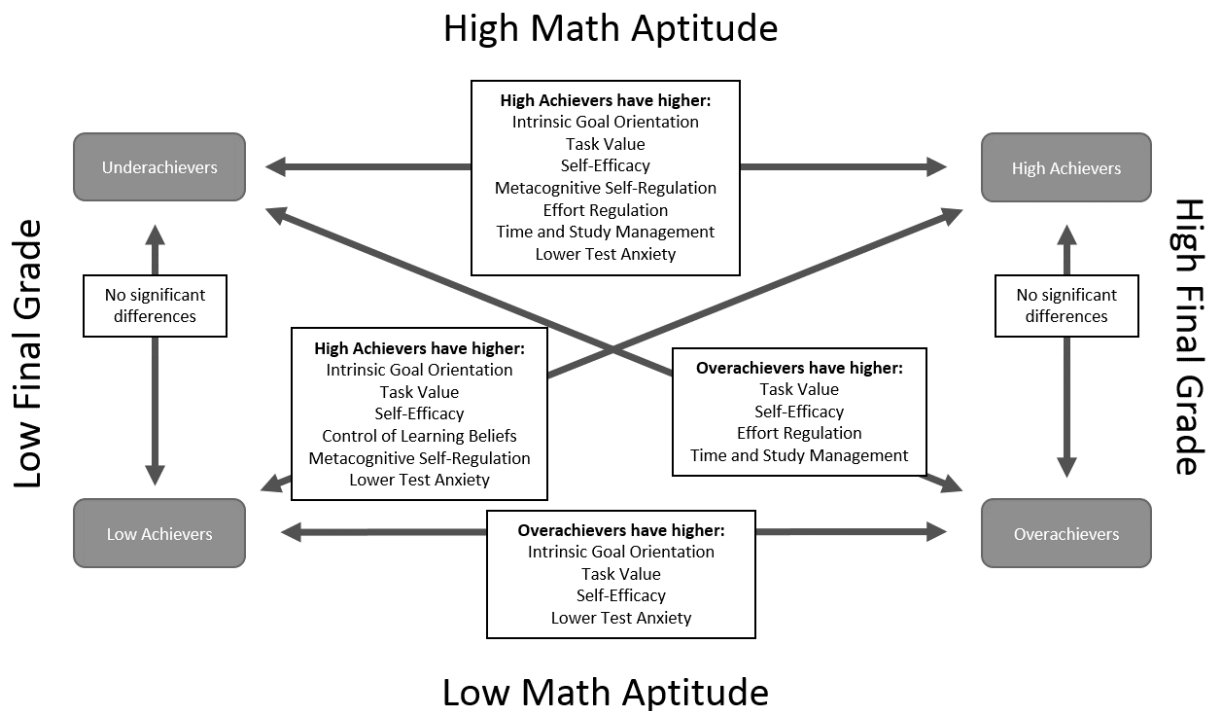 High Math Aptitude
High Achievers have higher:
Intrinsic Goal Orientation
Task Value
Self-Efficacy
Metacognitive Self-Regulation
Effort Regulation
Time and Study Management
Lower Test Anxiety
Underachievers
High Achievers
Low Final Grade
High Final Grade
No significant
differences
No significant
differences
High Achievers have higher:
Intrinsic Goal Orientation
Task Value
Self-Efficacy
Control of Learning Beliefs
Metacognitive Self-Regulation
Lower Test Anxiety
Overachievers have higher:
Task Value
Self-Efficacy
Effort Regulation
Time and Study Management
Low Achievers
Overachievers
Overachievers have higher:
Intrinsic Goal Orientation
Task Value
Self-Efficacy
Lower Test Anxiety
Low Math Aptitude